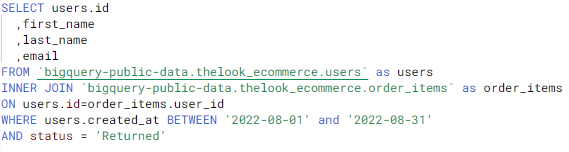 SELECT users.id
,first_name
,last_name
,email
FROM `bigquery-public-data.thelook_ecommerce.users` as users
INNER JOIN `bigquery-public-data.thelook_ecommerce.order_items` as order_items
ON users.id=order_items.user_id
WHERE users.created_at BETWEEN '2022-08-01' and '2022-08-31'
AND status = 'Returned'